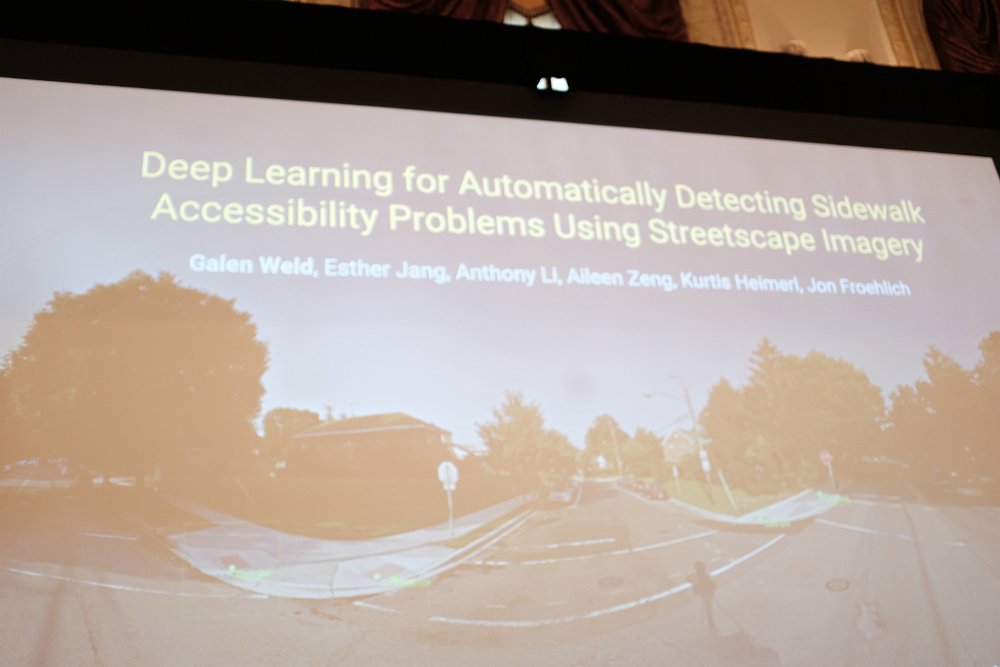 Deep Learning for Automatically Detecting Sidewalk
Accessibility Problems Using Streetscape Imagery
Galen Weld, Esther Jang, Anthony Li, Aileen Zeng, Kurtis Heimerl, Jon Froehlich